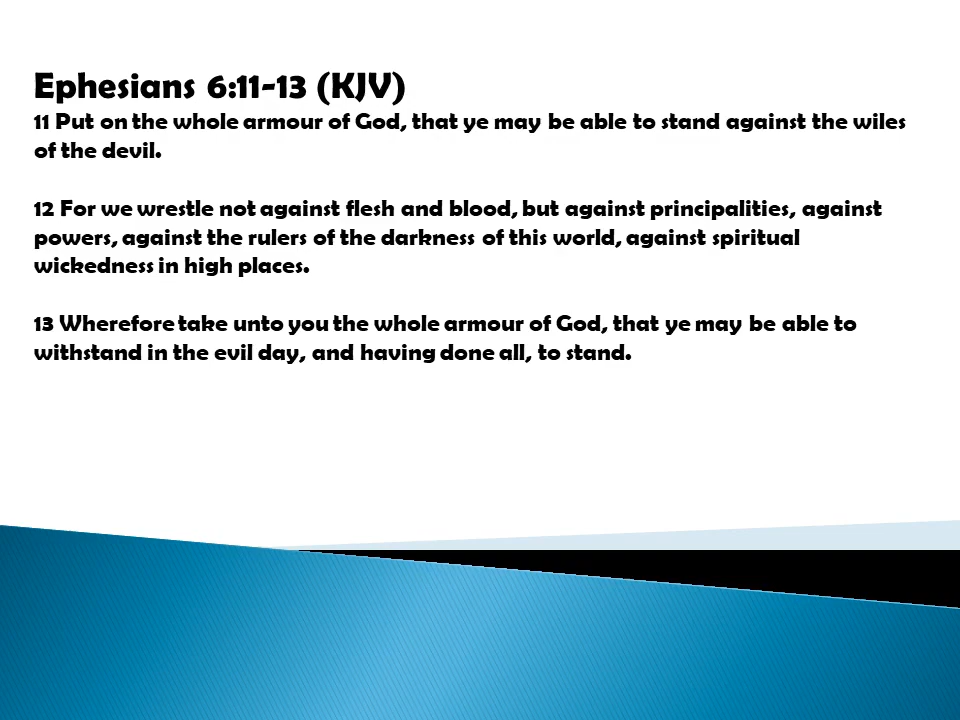 Ephesians 6:11-13 (KJV)
11 Put on the whole armour of God, that ye may be able to stand against the wiles
of the devil.
12 For we wrestle not against flesh and blood, but against principalities, against
powers, against the rulers of the darkness of this world, against spiritual
wickedness in high places.
13 Wherefore take unto you the whole armour of God, that ye may be able to
withstand in the evil day, and having done all, to stand.